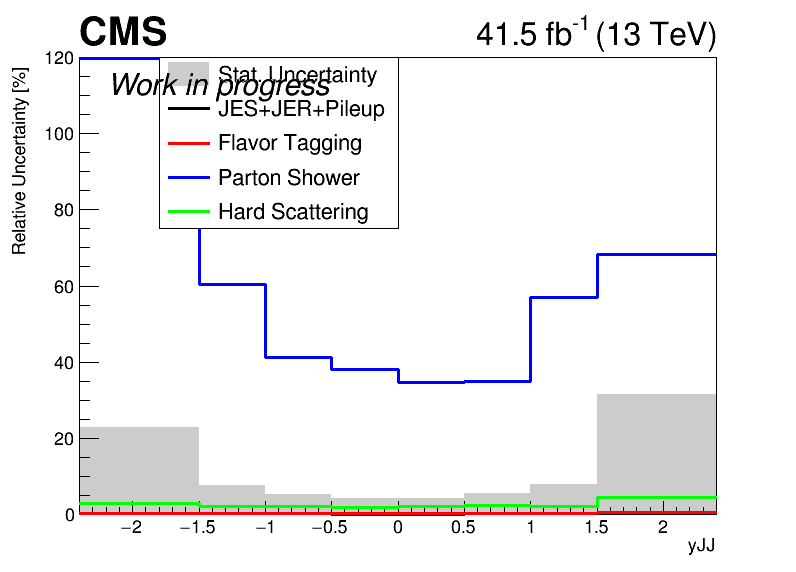 CMS
41.5 fb-1 (13 TeV)
Relative Uncertainty [%]
120
100
80
60
40
20
0
Stat. Uncertainty
Work in progress
JES+JER+Pileup
Flavor Tagging
Parton Shower
Hard Scattering
−2 −1.5 −1 −0.5 0 0.5 1 1.5 2
yJJ